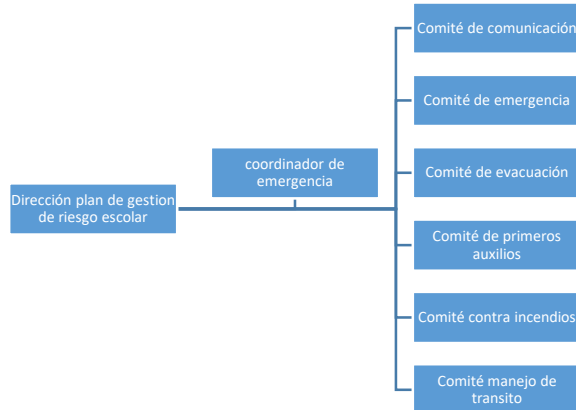 Comité de comunicación
Comité de emergencia
coordinador de
emergencia
Comité de evacuación
Dirección plan de gestion
de riesgo escolar
Comité de primeros
auxilios
Comité contra incendios
Comité manejo de
transito